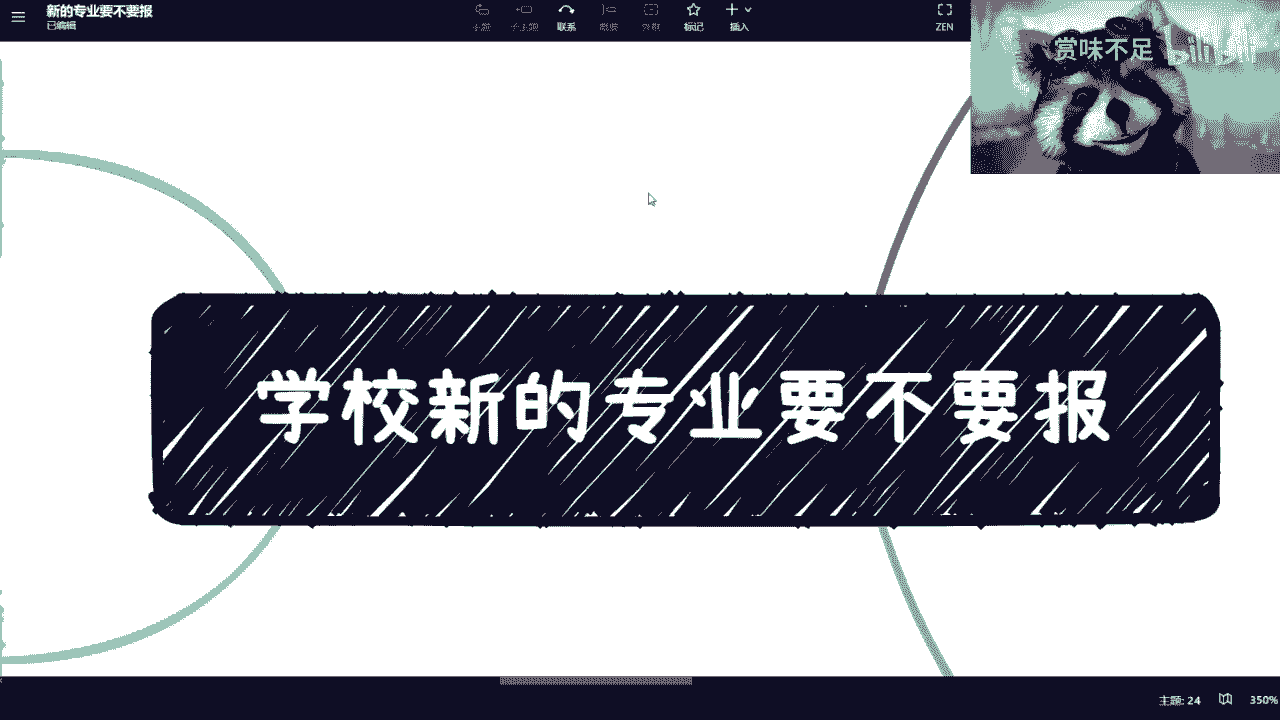 新的专业要不要报
已编辑
主题
子主题
联系
概要
外框
标记
插入
ZEN
赏味不足
bilibili
学校新的专业要不要报
主题: 24
350%